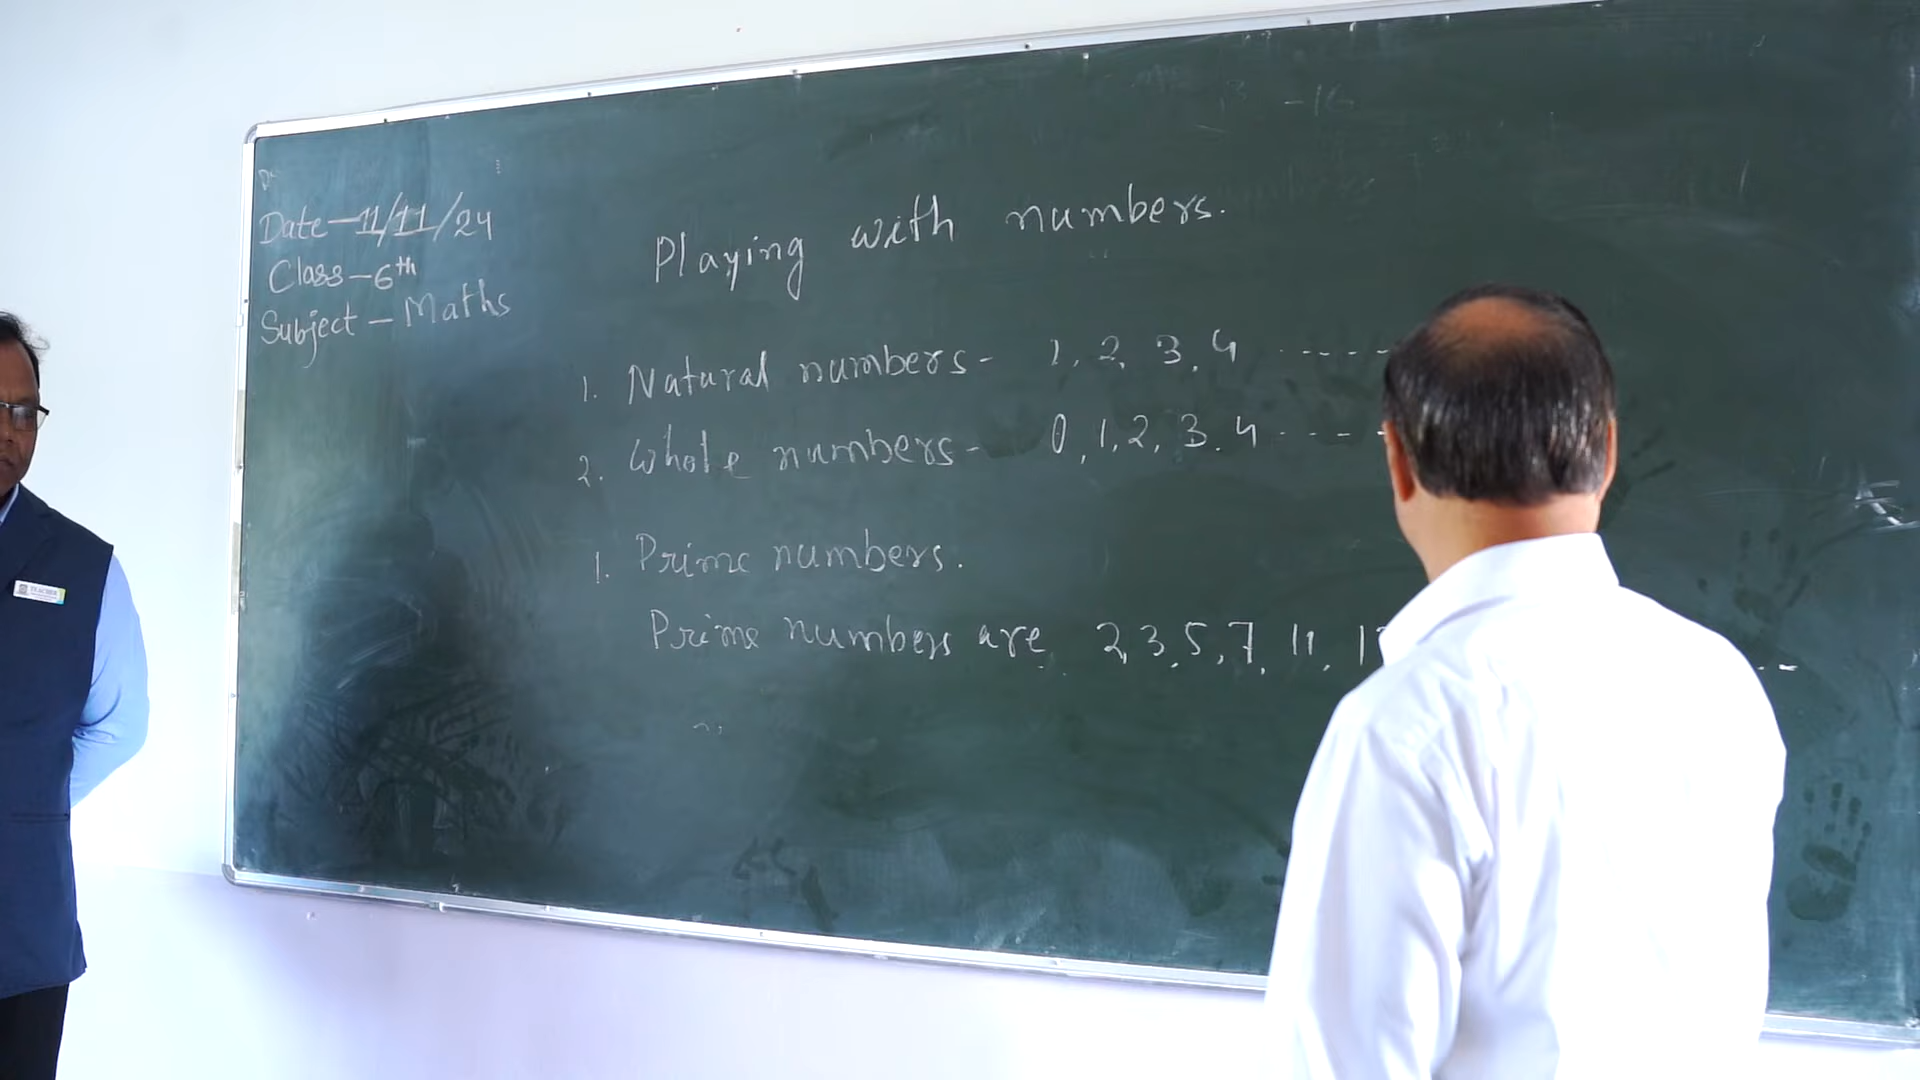 Date-11/11/24
Class-6th
Subject-Maths
Playing with numbers.
1. Natural numbers- 1, 2, 3, 4 .-----
2. Whole numbers- 0, 1, 2, 3, 4 ----
1. Prime numbers.
Prime numbers are 2, 3, 5, 7, 11,
TEACHER